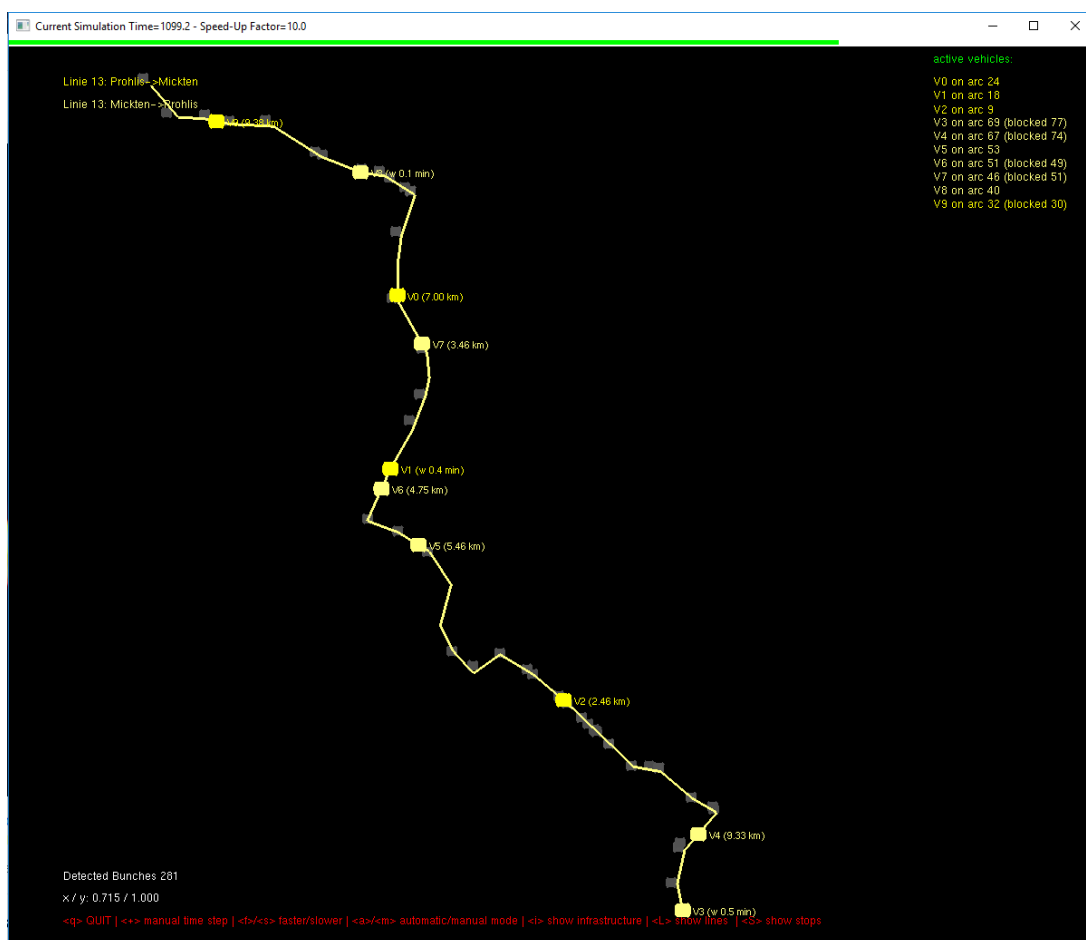 Current Simulation Time=1099.2 - Speed-Up Factor=10.0
active vehicles:
Linie 13: Prohlis->Mickten
Linie 13: Mickten->Prohlis
V0 on arc 24
V1 on arc 18
V2 on arc 9
V3 on arc 69 (blocked 77)
V4 on arc 67 (blocked 74)
V5 on arc 53
V6 on arc 51 (blocked 49)
V7 on arc 46 (blocked 51)
V8 on arc 40
V9 on arc 32 (blocked 30)
V9 (9.38 km)
V8 (w 0.1 min)
V0 (7.00 km)
V7 (3.46 km)
V1 (w 0.4 min)
V6 (4.75 km)
V5 (5.46 km)
V2 (2.46 km)
V4 (9.33 km)
Detected Bunches 281
x / y: 0.715 / 1.000
V3 (w 0.5 min)
<q> QUIT | <+> manual time step | <f>/<s> faster/slower | <a>/<m> automatic/manual mode | <i> show infrastructure | <L> show lines | <S> show stops